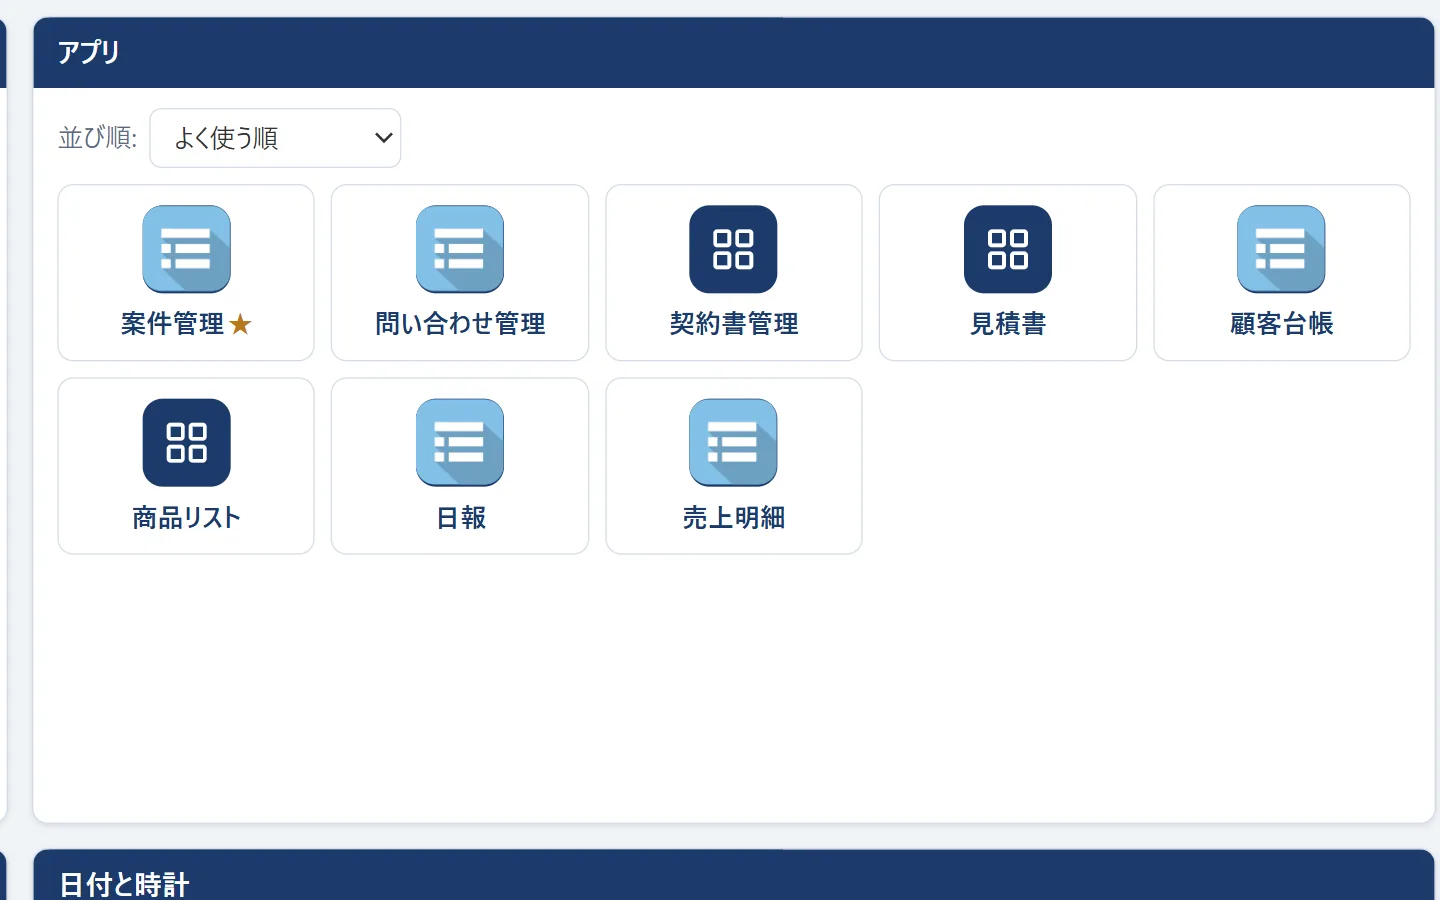 アプリ
並び順: よく使う順
案件管理★
問い合わせ管理
契約書管理
見積書
顧客台帳
商品リスト
日報
売上明細
日付と時計